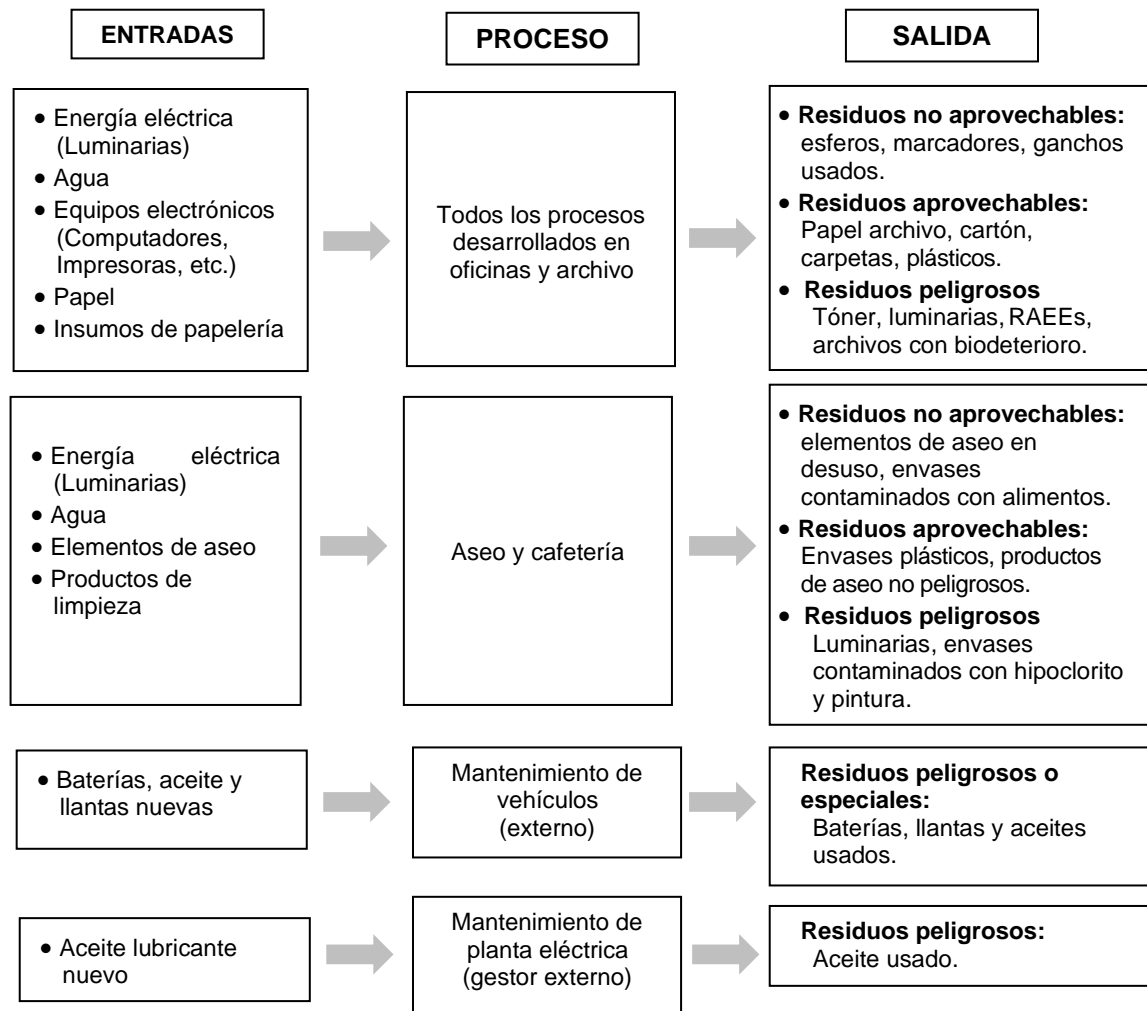 ENTRADAS
PROCESO
SALIDA
• Energía eléctrica
(Luminarias)
• Agua
• Equipos electrónicos
(Computadores,
Impresoras, etc.)
• Papel
• Insumos de papelería
Todos los procesos
desarrollados en
oficinas y archivo
• Residuos no aprovechables:
esferos, marcadores, ganchos
usados.
• Residuos aprovechables:
Papel archivo, cartón,
carpetas, plásticos.
• Residuos peligrosos
Tóner, luminarias, RAEEs,
archivos con biodeterioro.
• Energía eléctrica
(Luminarias)
• Agua
• Elementos de aseo
• Productos de
limpieza
Aseo y cafetería
• Residuos no aprovechables:
elementos de aseo en
desuso, envases
contaminados con alimentos.
• Residuos aprovechables:
Envases plásticos, productos
de aseo no peligrosos.
• Residuos peligrosos
Luminarias, envases
contaminados con hipoclorito
y pintura.
• Baterías, aceite y
llantas nuevas
Mantenimiento de
vehículos
(externo)
Residuos peligrosos o
especiales:
Baterías, llantas y aceites
usados.
• Aceite lubricante
nuevo
Mantenimiento de
planta eléctrica
(gestor externo)
Residuos peligrosos:
Aceite usado.